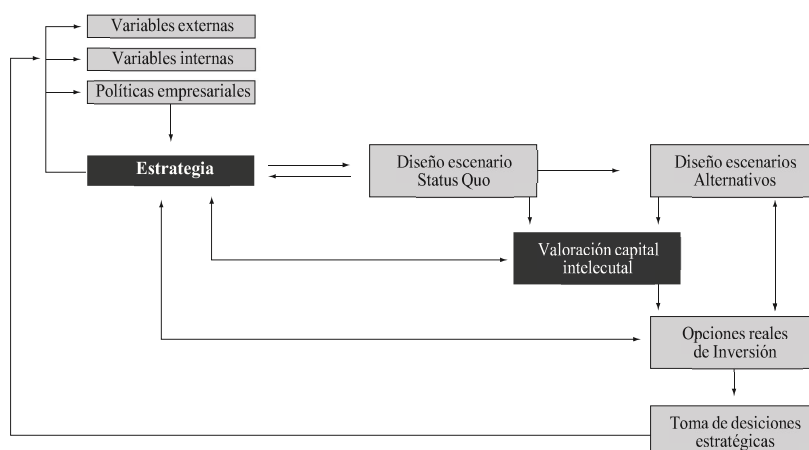 Variables externas
Variables internas
Políticas empresariales
Estrategia
Diseño escenario
Status Quo
Diseño escenarios
Alternativos
Valoración capital
intelecutal
Opciones reales
de Inversión
Toma de desiciones
estratégicas